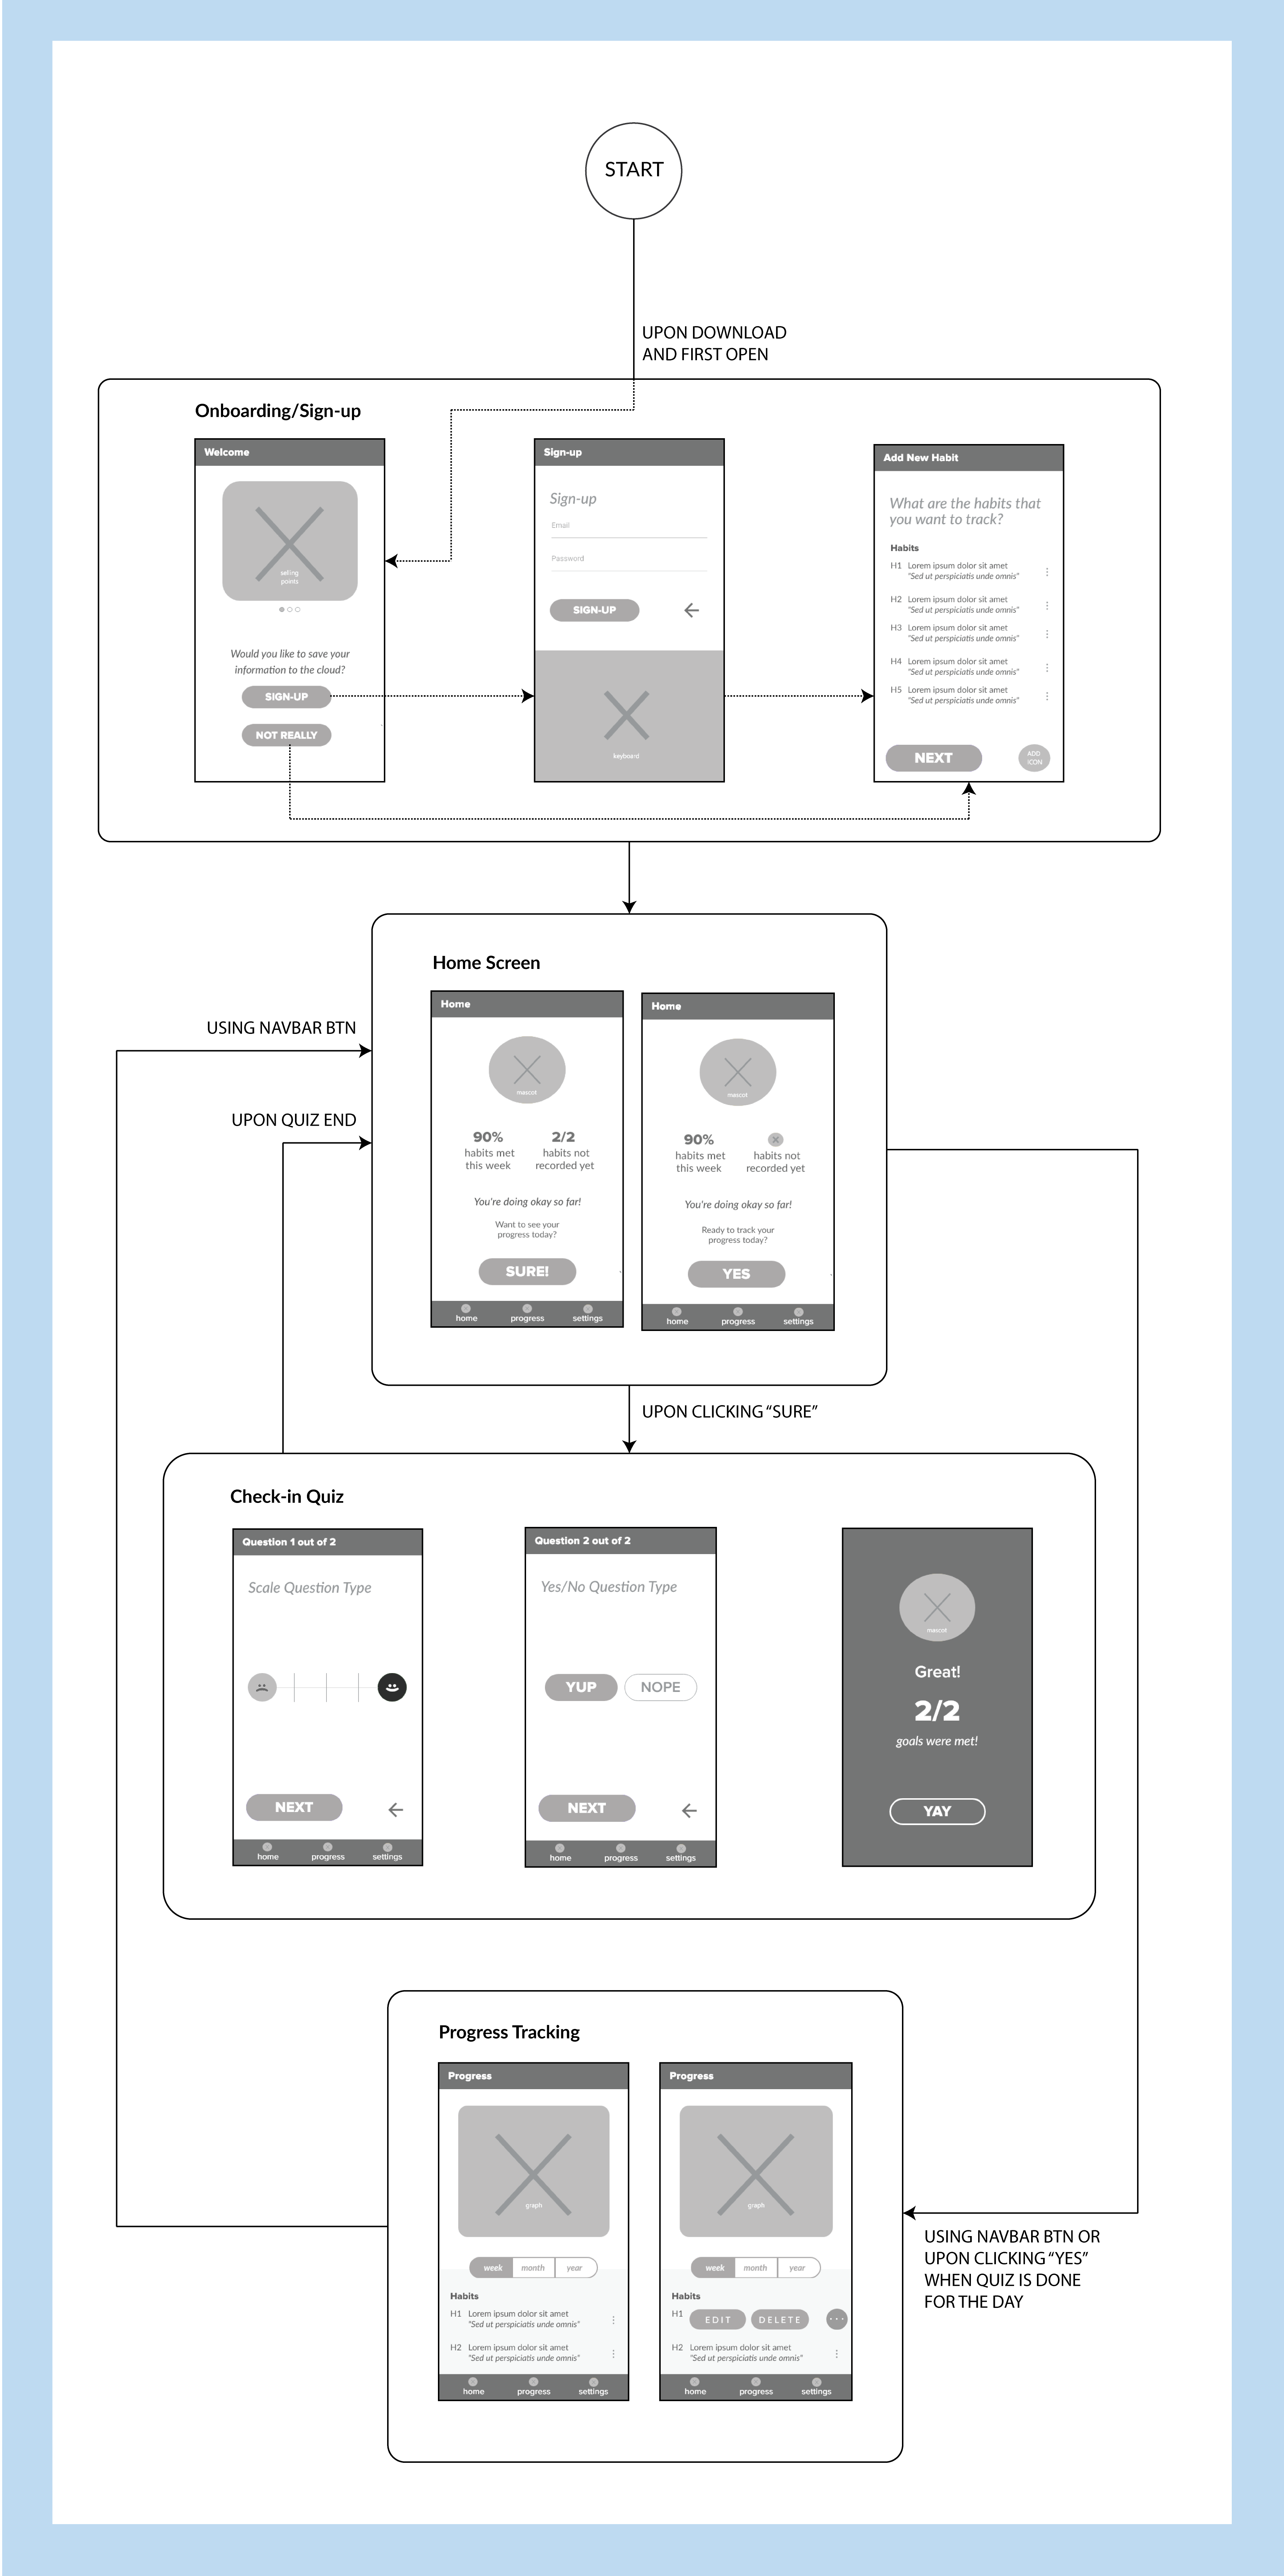 START
UPON DOWNLOAD
AND FIRST OPEN
Onboarding/Sign-up
Welcome
selling
points
Would you like to save your
information to the cloud?
SIGN-UP
NOT REALLY
Sign-up
Sign-up
Email
Password
SIGN-UP
keyboard
Add New Habit
What are the habits that
you want to track?
Habits
H1 Lorem ipsum dolor sit amet
"Sed ut perspiciatis unde omnis"
H2 Lorem ipsum dolor sit amet
"Sed ut perspiciatis unde omnis"
H3 Lorem ipsum dolor sit amet
"Sed ut perspiciatis unde omnis"
H4 Lorem ipsum dolor sit amet
"Sed ut perspiciatis unde omnis"
H5 Lorem ipsum dolor sit amet
"Sed ut perspiciatis unde omnis"
NEXT
ADD
ICON
Home Screen
USING NAVBAR BTN
UPON QUIZ END
Home
mascot
90%
habits met
this week
2/2
habits not
recorded yet
You're doing okay so far!
Want to see your
progress today?
SURE!
home progress settings
Home
mascot
90%
habits met
this week
habits not
recorded yet
You're doing okay so far!
Ready to track your
progress today?
YES
home progress settings
UPON CLICKING "SURE"
Check-in Quiz
Question 1 out of 2
Scale Question Type
NEXT
home progress settings
Question 2 out of 2
Yes/No Question Type
YUP NOPE
NEXT
home progress settings
mascot
Great!
2/2
goals were met!
YAY
Progress Tracking
Progress
graph
week month year
Habits
H1 Lorem ipsum dolor sit amet
"Sed ut perspiciatis unde omnis"
H2 Lorem ipsum dolor sit amet
"Sed ut perspiciatis unde omnis"
home progress settings
Progress
graph
week month year
Habits
H1 EDIT DELETE
H2 Lorem ipsum dolor sit amet
"Sed ut perspiciatis unde omnis"
home progress settings
USING NAVBAR BTN OR
UPON CLICKING "YES"
WHEN QUIZ IS DONE
FOR THE DAY